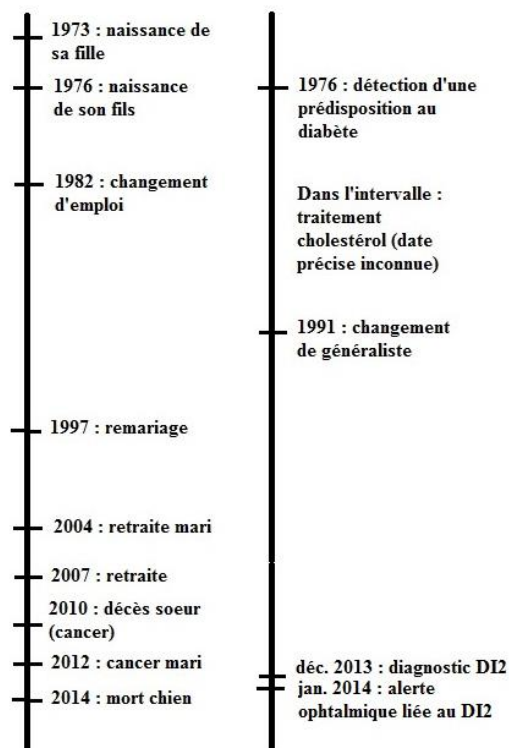 1973 : naissance de
sa fille
1976 : naissance
de son fils
1982 : changement
d'emploi
1997 : remariage
2004 : retraite mari
2007 : retraite
2010 : décès soeur
(cancer)
2012 : cancer mari
2014 : mort chien
1976 : détection d'une
prédisposition au
diabète
Dans l'intervalle :
traitement
cholestérol (date
précise inconnue)
1991 : changement
de généraliste
déc. 2013 : diagnostic DI2
jan. 2014 : alerte
ophtalmique liée au DI2